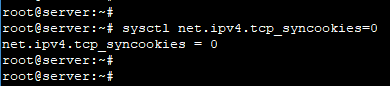 root@server:~#
root@server:~# sysctl net.ipv4.tcp_syncookies=0
net.ipv4.tcp_syncookies = 0
root@server:~#
root@server:~#